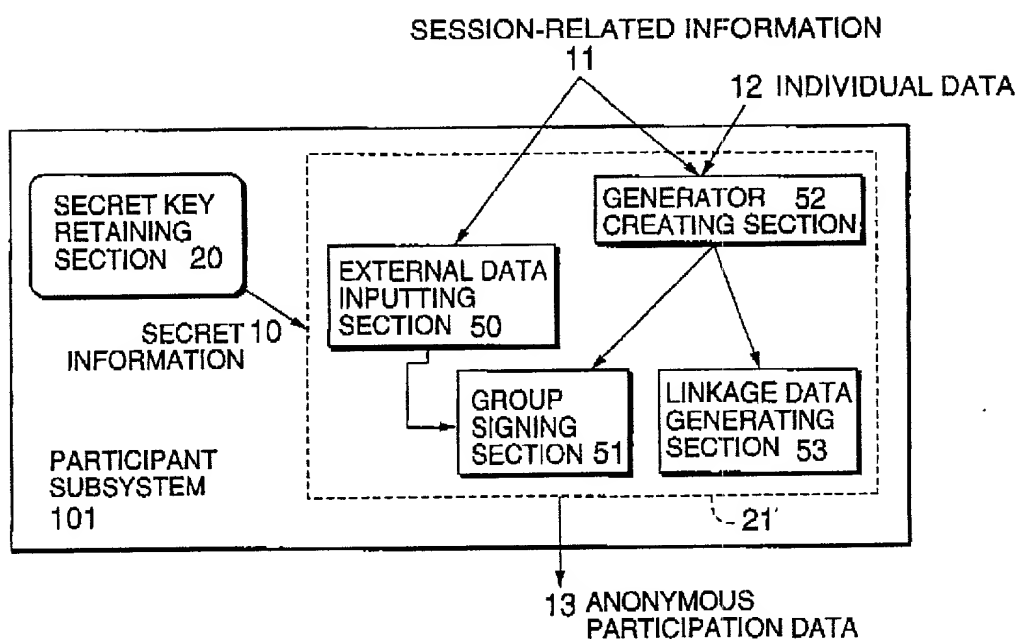 SESSION-RELATED INFORMATION
11
12 INDIVIDUAL DATA
SECRET KEY
RETAINING
SECTION 20
GENERATOR 52
CREATING SECTION
EXTERNAL DATA
INPUTTING
SECTION 50
SECRET 10
INFORMATION
GROUP
SIGNING
SECTION 51
LINKAGE DATA
GENERATING
SECTION 53
PARTICIPANT
SUBSYSTEM
101
21'
13 ANONYMOUS
PARTICIPATION DATA